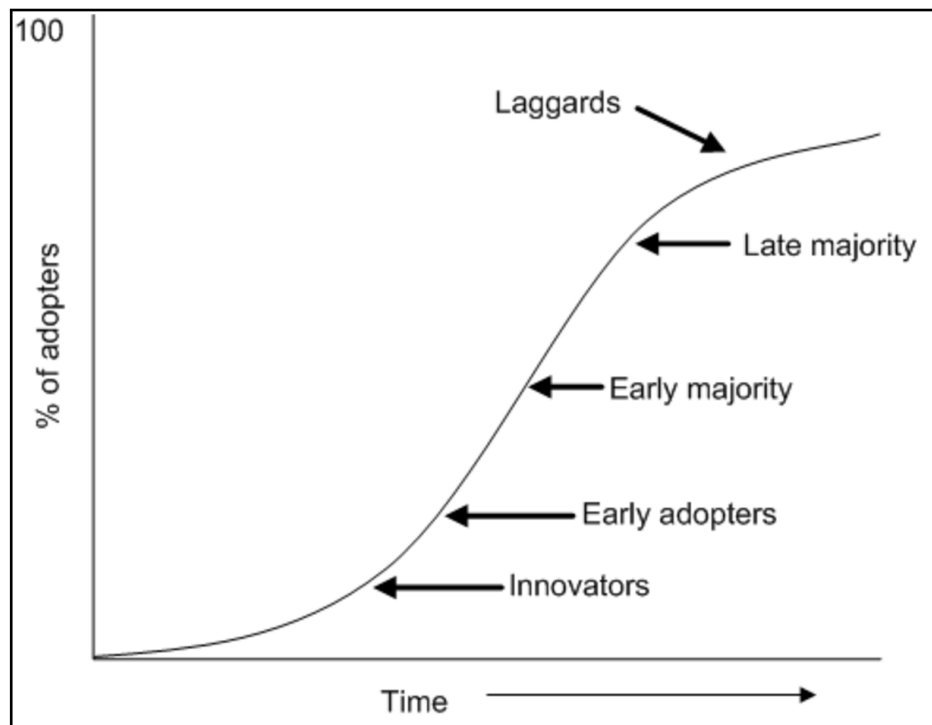 100
Laggards
Late majority
% of adopters
Early majority
Early adopters
Innovators
Time